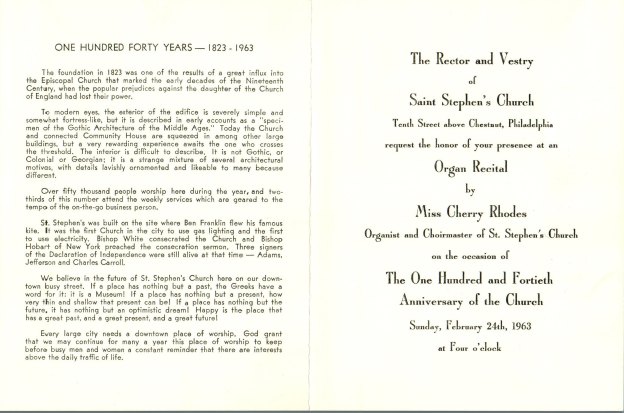 ONE HUNDRED FORTY YEARS — 1823 - 1963
The foundation in 1823 was one of the results of a great influx into
the Episcopal Church that marked the early decades of the Nineteenth
Century, when the popular prejudices against the daughter of the Church
of England had lost their power.
To modern eyes, the exterior of the edifice is severely simple and
somewhat fortress-like, but it is described in early accounts as a "speci-
men of the Gothic Architecture of the Middle Ages." Today the Church
and connected Community House are squeezed in among other large
buildings, but a very rewarding experience awaits the one who crosses
the threshold. The interior is difficult to describe. It is not Gothic, or
Colonial or Georgian; it is a strange mixture of several architectural
motives, with details lavishly ornamented and likeable to many because
different.
Over fifty thousand people worship here during the year, and two-
thirds of this number attend the weekly services which are geared to the
tempo of the on-the-go business person.
St. Stephen's was built on the site where Ben Franklin flew his famous
kite. It was the first Church in the city to use gas lighting and the first
to use electricity. Bishop White consecrated the Church and Bishop
Hobart of New York preached the consecration sermon. Three signers
of the Declaration of Independence were still alive at that time — Adams,
Jefferson and Charles Carroll.
We believe in the future of St. Stephen's Church here on our down-
town busy street. If a place has nothing but a past, the Greeks have a
word for it: it is a Museum! If a place has nothing but a present, how
very thin and shallow that present can be! If a place has nothing but the
future, it has nothing but an optimistic dream! Happy is the place that
has a great past, and a great present, and a great future!
Every large city needs a downtown place of worship. God grant
that we may continue for many a year this place of worship to keep
before busy men and women a constant reminder that there are interests
above the daily traffic of life.
The Rector and Vestry
of
Saint Stephen's Church
Tenth Street above Chestnut, Philadelphia
request the honor of your presence at an
Organ Recital
by
Miss Cherry Rhodes
Organist and Choirmaster of St. Stephen's Church
on the occasion of
The One Hundred and Fortieth
Anniversary of the Church
Sunday, February 24th, 1963
at Four o'clock